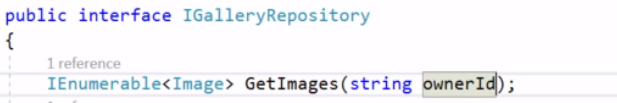 public interface IGalleryRepository
{
1 reference
IEnumerable<Image> GetImages(string ownerId);